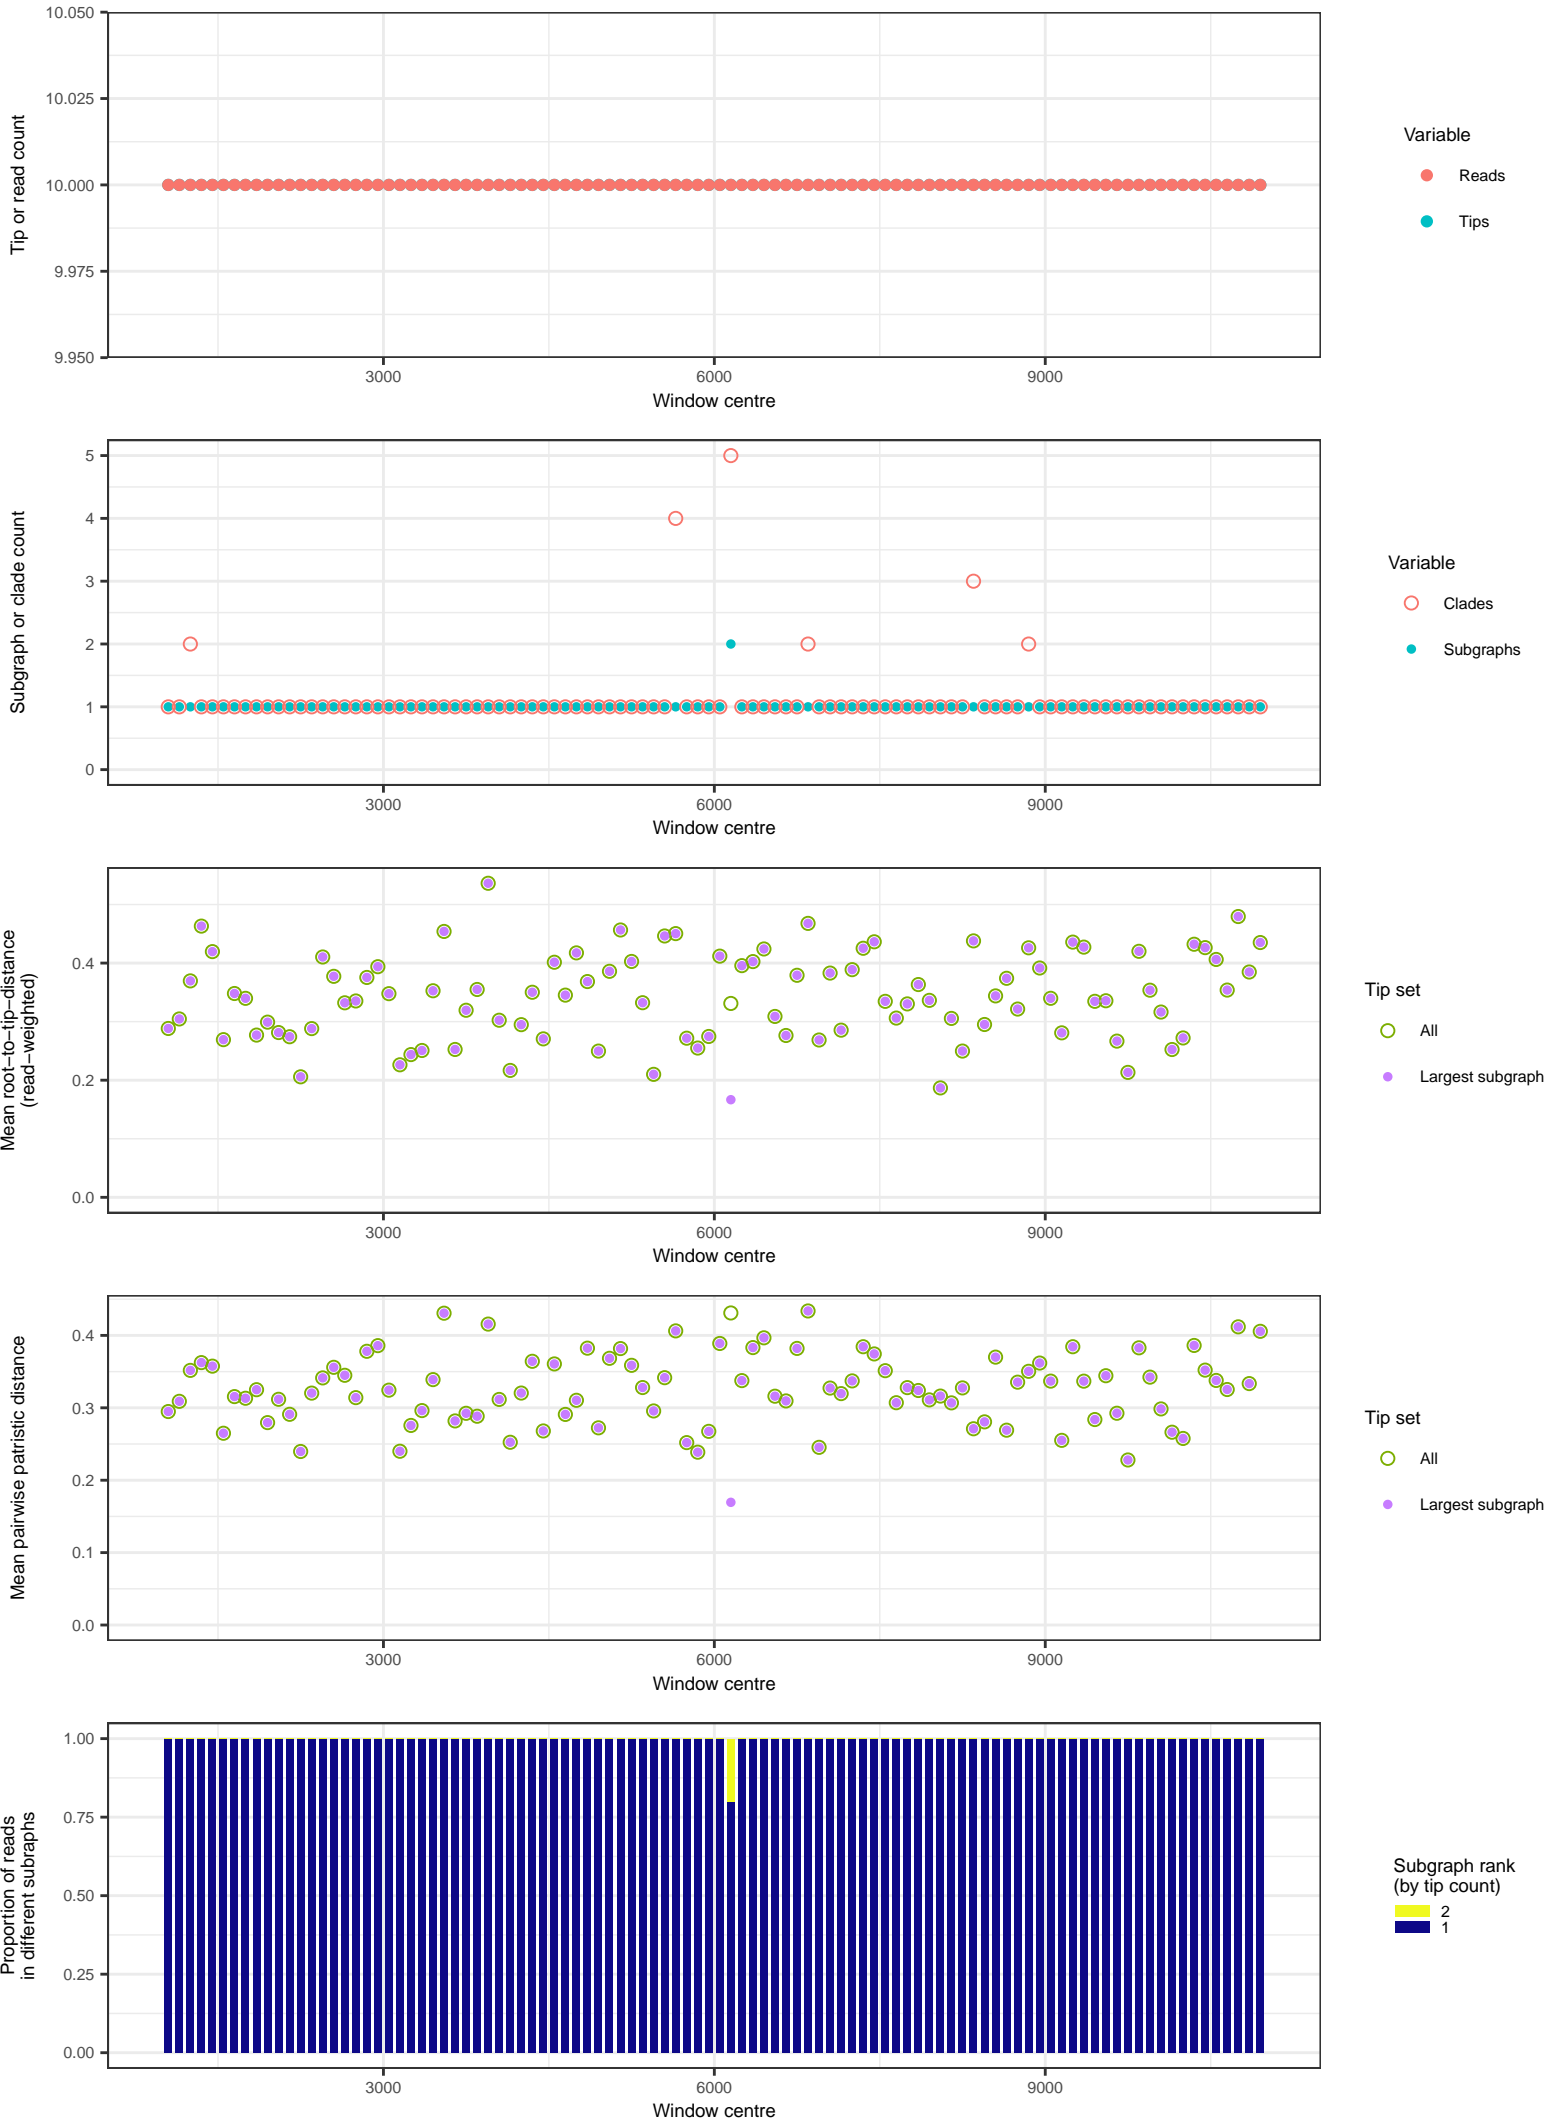 10.050
10.025
10.000
9.975
9.950
Tip or read count
3000
6000
9000
Window centre
Variable
Reads
Tips
5
4
3
2
1
0
Subgraph or clade count
3000
6000
9000
Window centre
Variable
Clades
Subgraphs
0.4
0.2
0.0
Mean root−to−tip−distance
(read−weighted)
3000
6000
9000
Window centre
Tip set
All
Largest subgraph
0.4
0.3
0.2
0.1
0.0
Mean pairwise patristic distance
3000
6000
9000
Window centre
Tip set
All
Largest subgraph
1.00
0.75
0.50
0.25
0.00
Proportion of reads
in different subraphs
3000
6000
9000
Window centre
Subgraph rank
(by tip count)
2
1